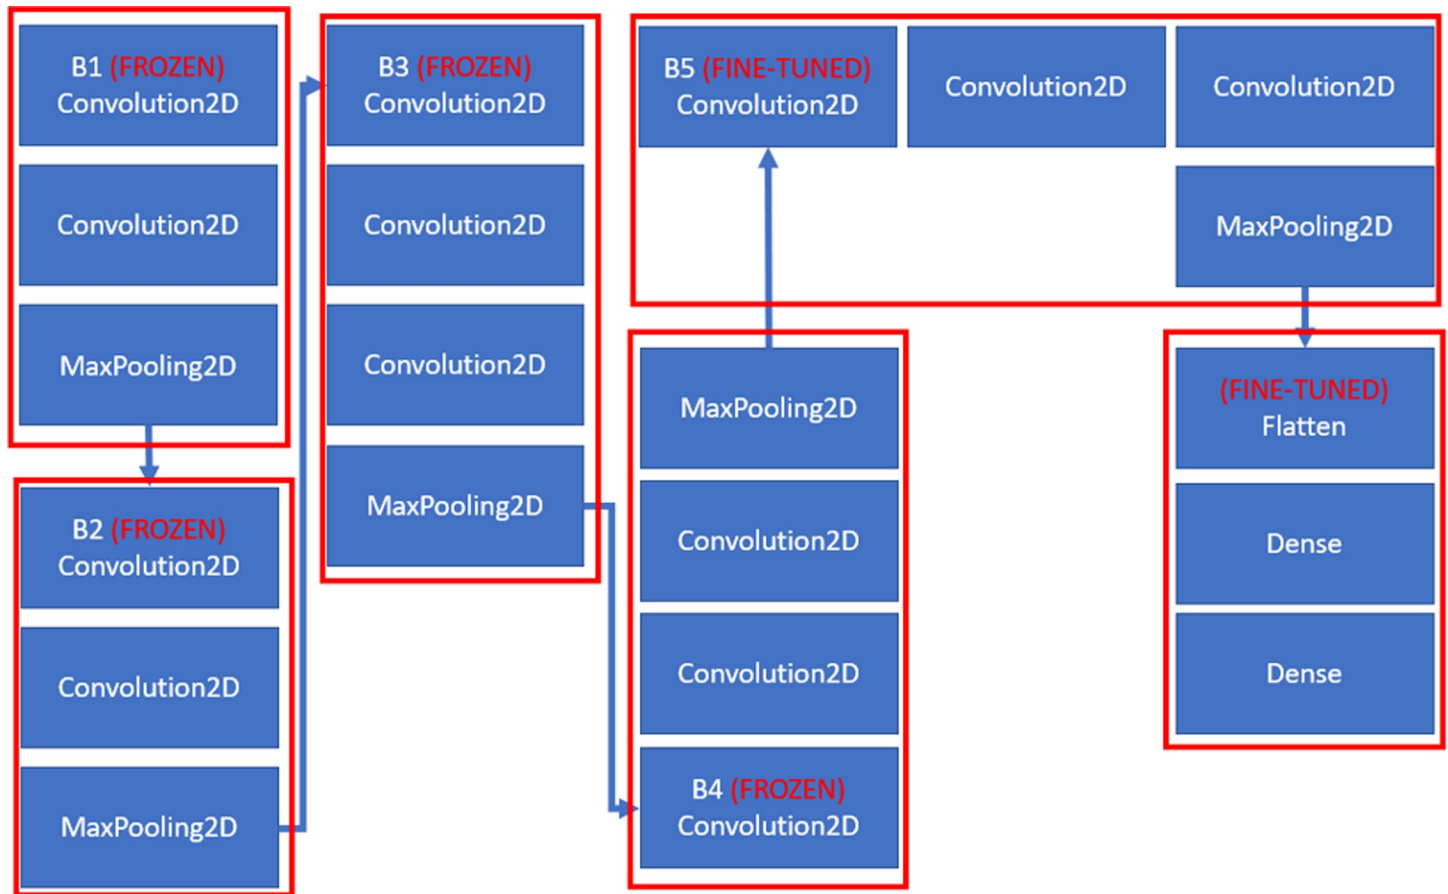 B1 (FROZEN)
Convolution2D
Convolution2D
MaxPooling2D
B2 (FROZEN)
Convolution2D
Convolution2D
MaxPooling2D
B3 (FROZEN)
Convolution2D
Convolution2D
Convolution2D
MaxPooling2D
B4 (FROZEN)
Convolution2D
Convolution2D
Convolution2D
MaxPooling2D
B5 (FINE-TUNED)
Convolution2D
Convolution2D
Convolution2D
MaxPooling2D
(FINE-TUNED)
Flatten
Dense
Dense